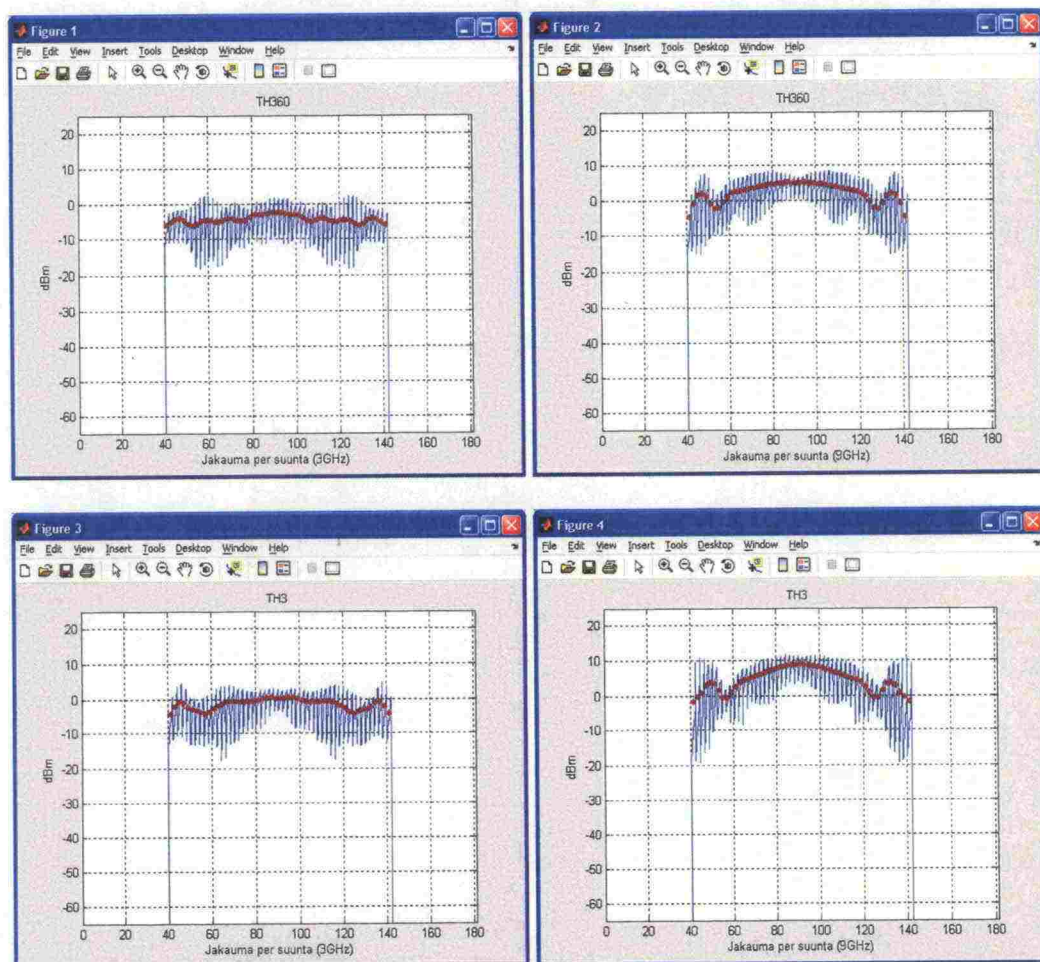 Figure 1
File Edit View Insert Tools Desktop Window Help
TH360
20
10
0
-10
-20
-30
-40
-50
-60
dBm
0 20 40 60 80 100 120 140 160 180
Jakauma per suunta (3GHz)
Figure 2
File Edit View Insert Tools Desktop Window Help
TH360
20
10
0
-10
-20
-30
-40
-50
-60
dBm
0 20 40 60 80 100 120 140 160 180
Jakauma per suunta (9GHz)
Figure 3
File Edit View Insert Tools Desktop Window Help
TH3
20
10
0
-10
-20
-30
-40
-50
-60
dBm
0 20 40 60 80 100 120 140 160 180
Jakauma per suunta (3GHz)
Figure 4
File Edit View Insert Tools Desktop Window Help
TH3
20
10
0
-10
-20
-30
-40
-50
-60
dBm
0 20 40 60 80 100 120 140 160 180
Jakauma per suunta (9GHz)